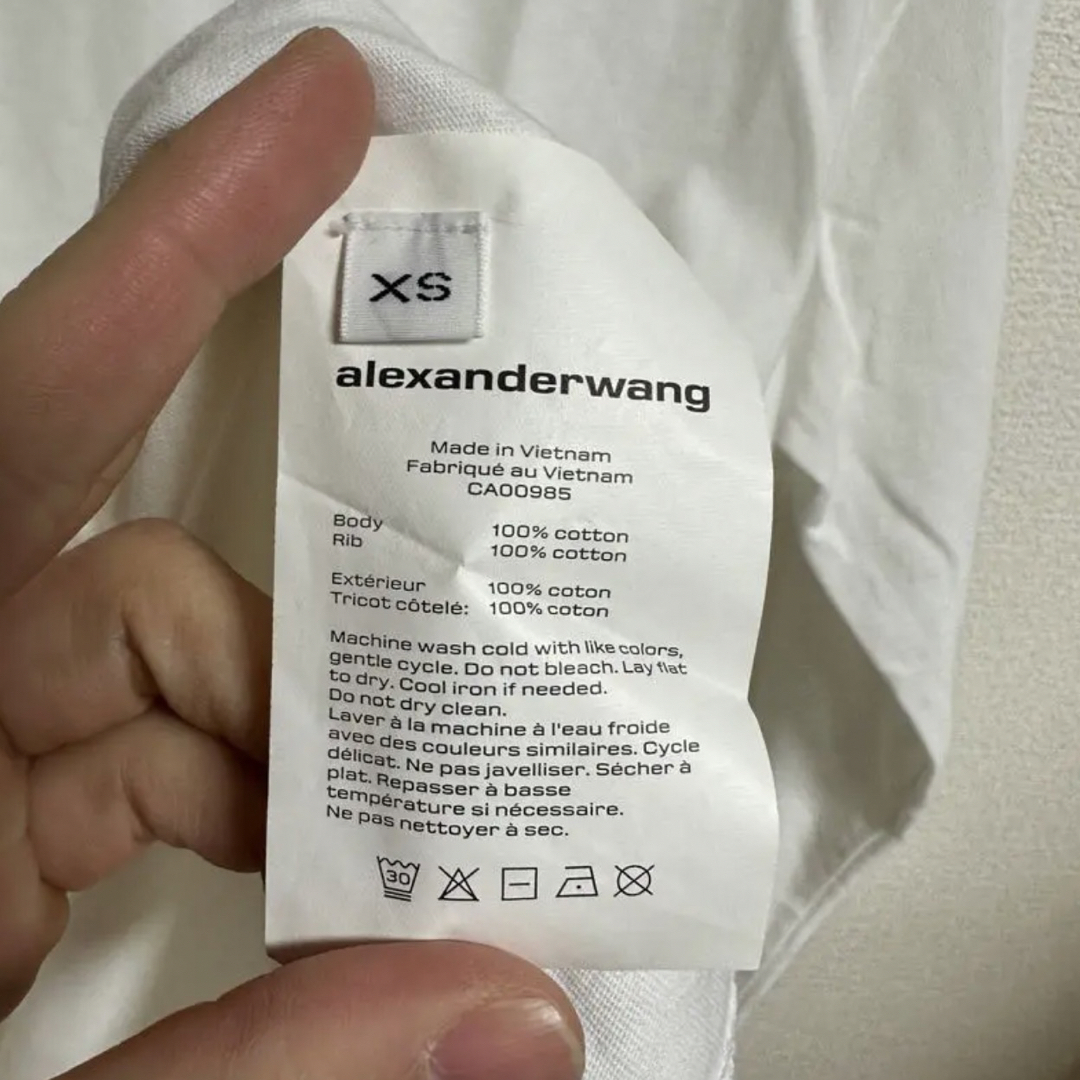 XS
alexanderwang
Made in Vietnam
Fabriqué au Vietnam
CA00985
Body 100% cotton
Rib 100% cotton
Extérieur 100% coton
Tricot côtelé: 100% coton
Machine wash cold with like colors,
gentle cycle. Do not bleach. Lay flat
to dry. Cool iron if needed.
Do not dry clean.
Laver à la machine à l'eau froide
avec des couleurs similaires. Cycle
délicat. Ne pas javelliser. Sécher à
plat. Repasser à basse
température si nécessaire.
Ne pas nettoyer à sec.
30